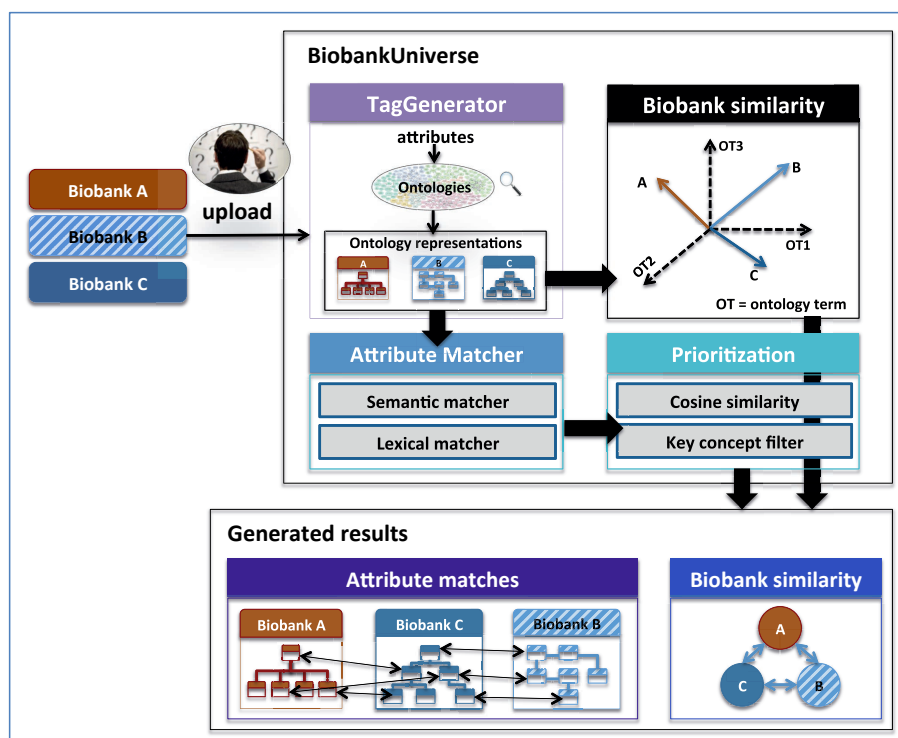 BiobankUniverse
TagGenerator
attributes
Ontologies
Ontology representations
A
B
C
Biobank similarity
OT3
A
B
OT1
OT2
C
OT = ontology term
Biobank A
Biobank B
Biobank C
upload
Attribute Matcher
Semantic matcher
Lexical matcher
Prioritization
Cosine similarity
Key concept filter
Generated results
Attribute matches
Biobank A
Biobank C
Biobank B
Biobank similarity
A
C
B